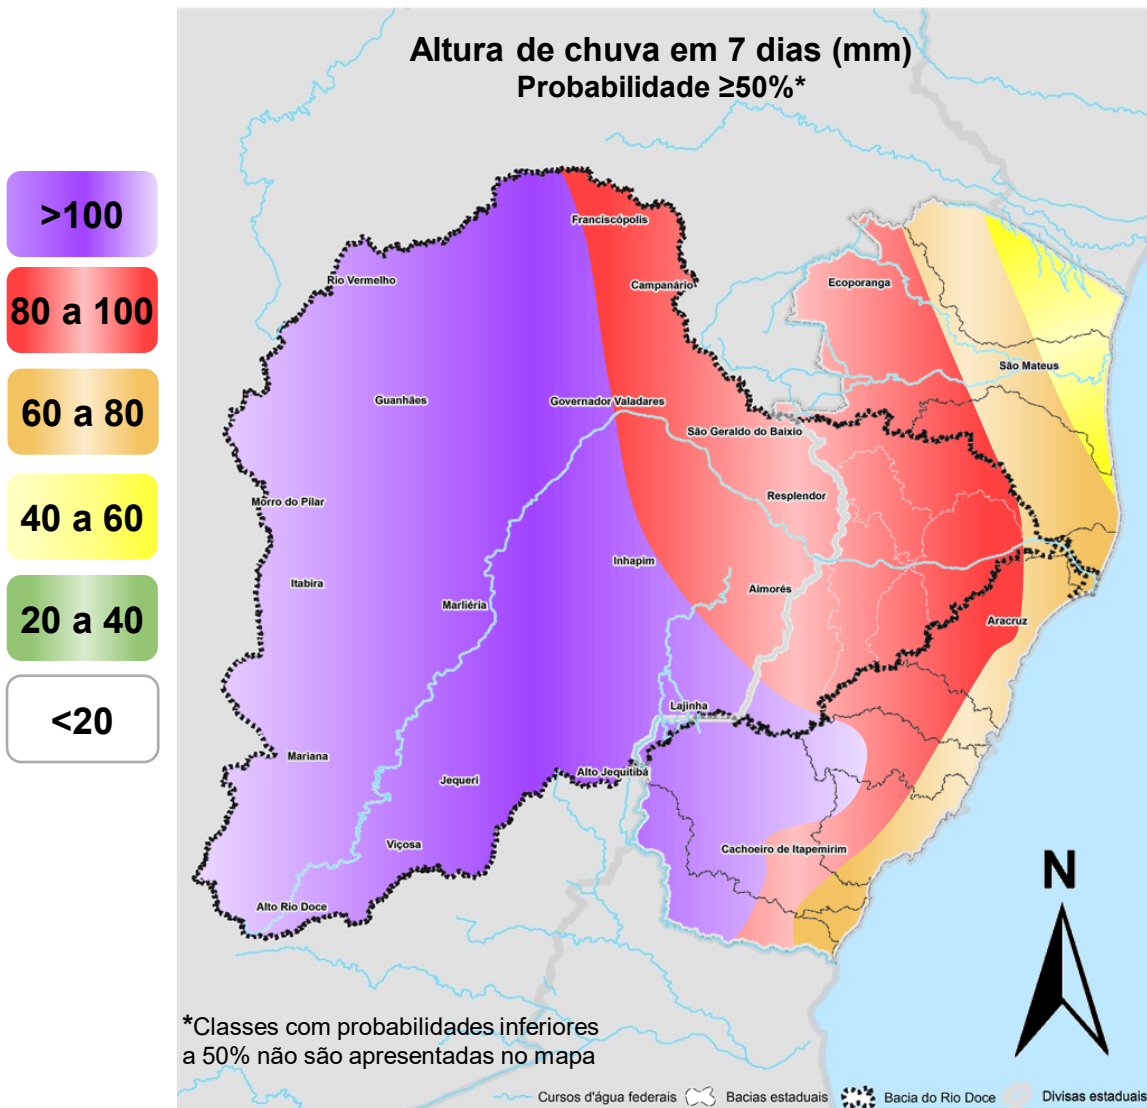 Altura de chuva em 7 dias (mm)
Probabilidade ≥50%*
>100
80 a 100
60 a 80
40 a 60
20 a 40
<20
Franciscópolis
Rio Vermelho
Campanário
Ecoporanga
São Mateus
Guanhães
Governador Valadares
São Geraldo do Baixio
Morro do Pilar
Resplendor
Inhapim
Itabira
Aimorés
Marliéria
Aracruz
Lajinha
Mariana
Jequeri
Alto Jequitibá
Viçosa
Cachoeiro de Itapemirim
Alto Rio Doce
N
*Classes com probabilidades inferiores
a 50% não são apresentadas no mapa
Cursos d'água federais
Bacias estaduais
Bacia do Rio Doce
Divisas estaduais